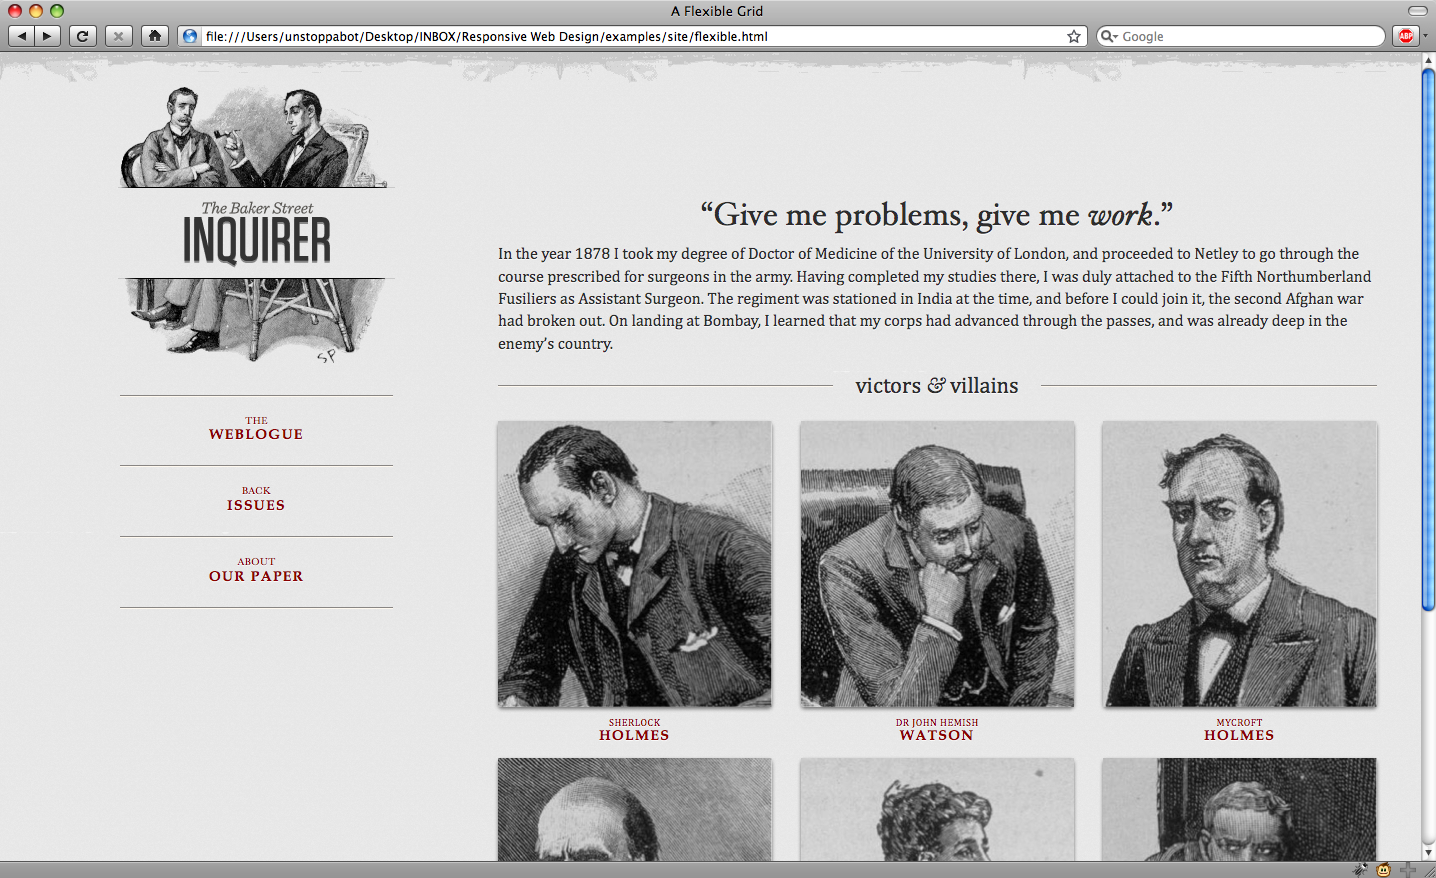 A Flexible Grid
file:///Users/unstoppabot/Desktop/INBOX/Responsive Web Design/examples/site/flexible.html
Google
ABP
The Baker Street
INQUIRER
SP
THE
WEBLOGUE
BACK
ISSUES
ABOUT
OUR PAPER
“Give me problems, give me work.”
In the year 1878 I took my degree of Doctor of Medicine of the University of London, and proceeded to Netley to go through the
course prescribed for surgeons in the army. Having completed my studies there, I was duly attached to the Fifth Northumberland
Fusiliers as Assistant Surgeon. The regiment was stationed in India at the time, and before I could join it, the second Afghan war
had broken out. On landing at Bombay, I learned that my corps had advanced through the passes, and was already deep in the
enemy’s country.
victors & villains
SHERLOCK
HOLMES
DR JOHN HEMISH
WATSON
MYCROFT
HOLMES